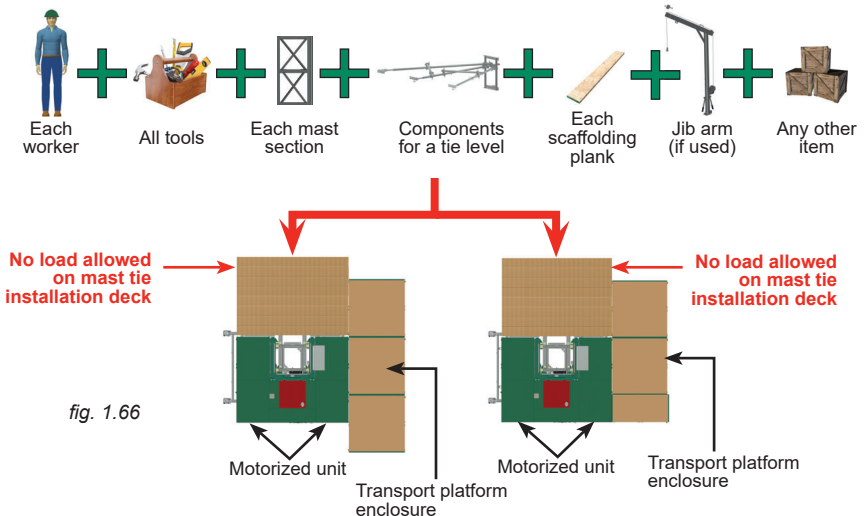 Each
worker
All tools
Each mast
section
Components
for a tie level
Each
scaffolding
plank
Jib arm
(if used)
Any other
item
No load allowed
on mast tie
installation deck
No load allowed
on mast tie
installation deck
fig. 1.66
Motorized unit
Transport platform
enclosure
Motorized unit
Transport platform
enclosure